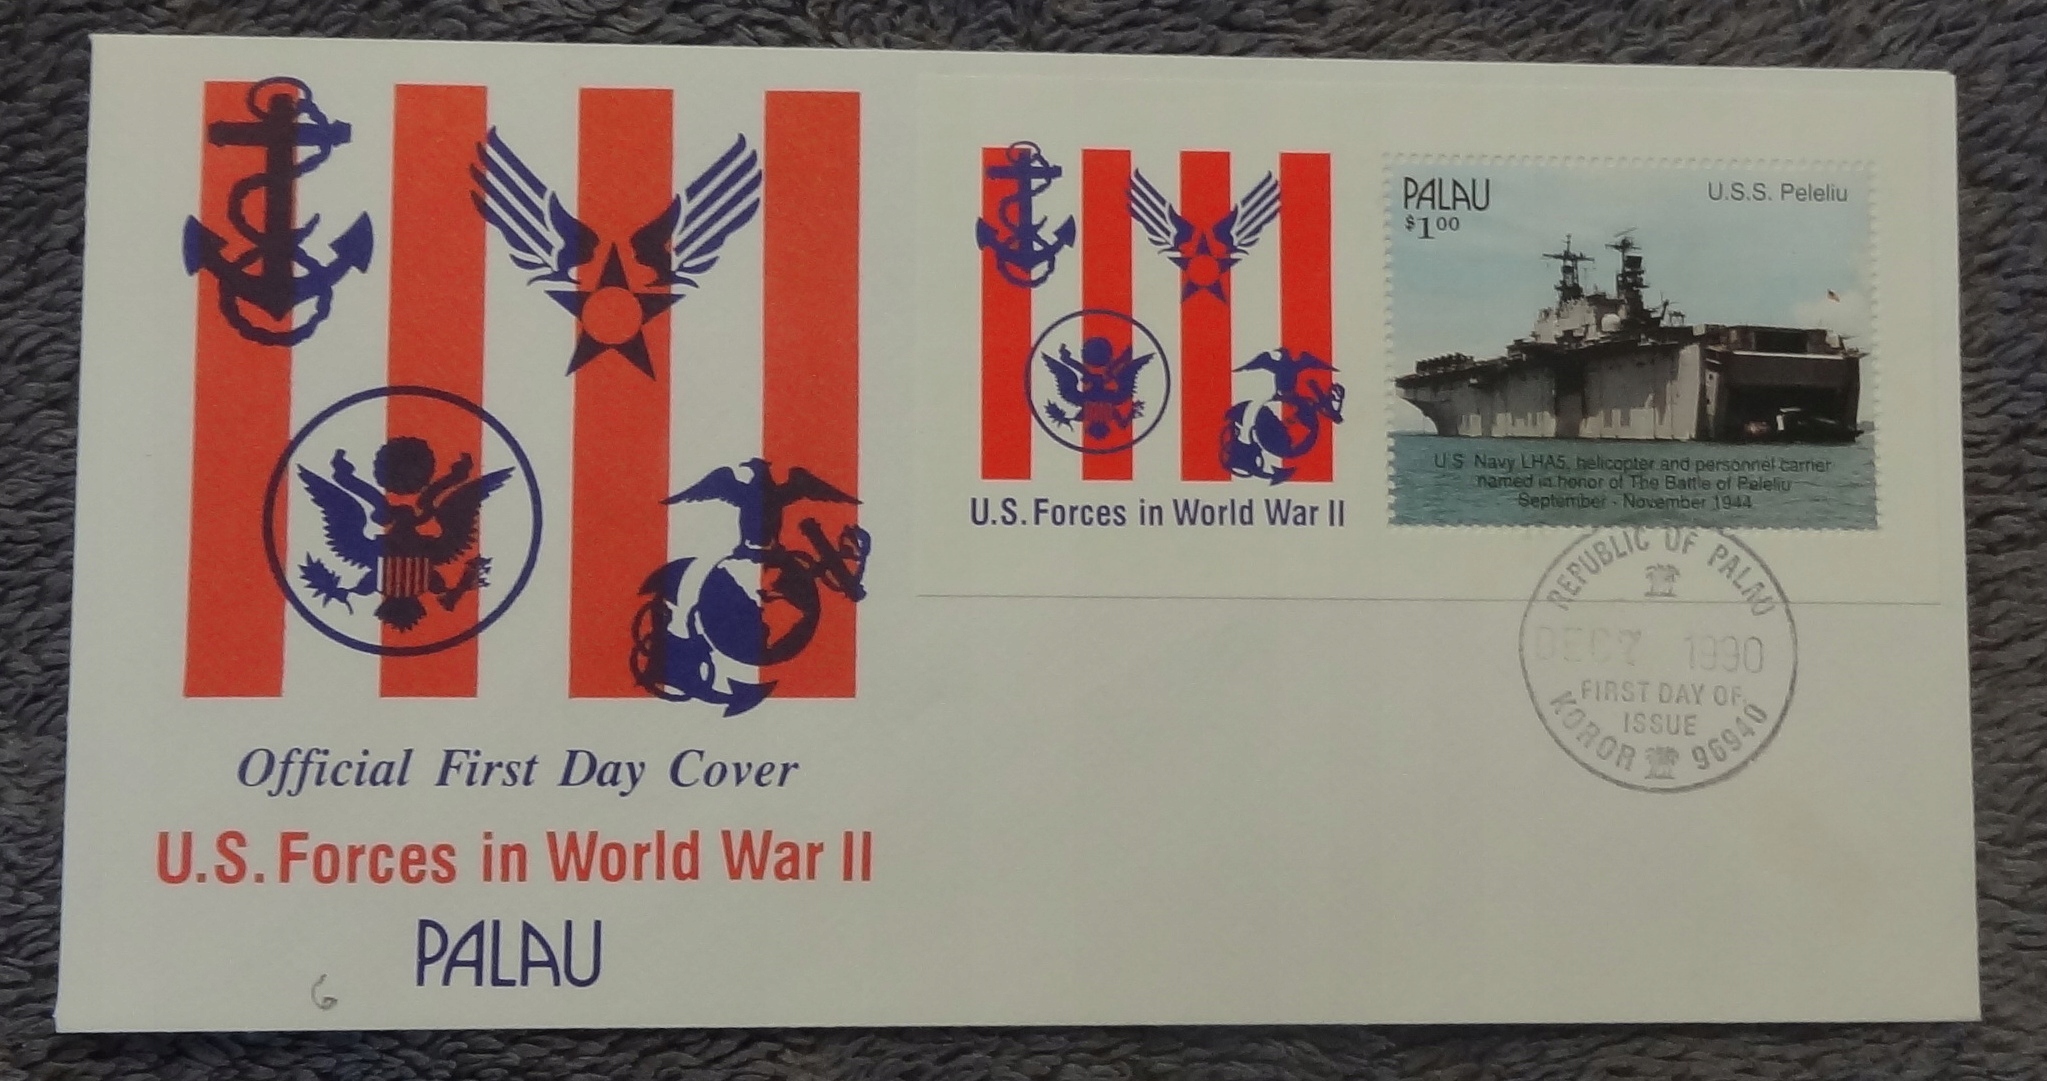 Official First Day Cover
U.S. Forces in World War II
PALAU
6
U.S. Forces in World War II
PALAU
$1.00
U.S.S. Peleliu
U.S. Navy LHA5, helicopter and personnel carrier
named in honor of The Battle of Peleliu
September - November 1944
REPUBLIC OF PALAU
DEC 7 1990
FIRST DAY OF
ISSUE
KOROR 96940